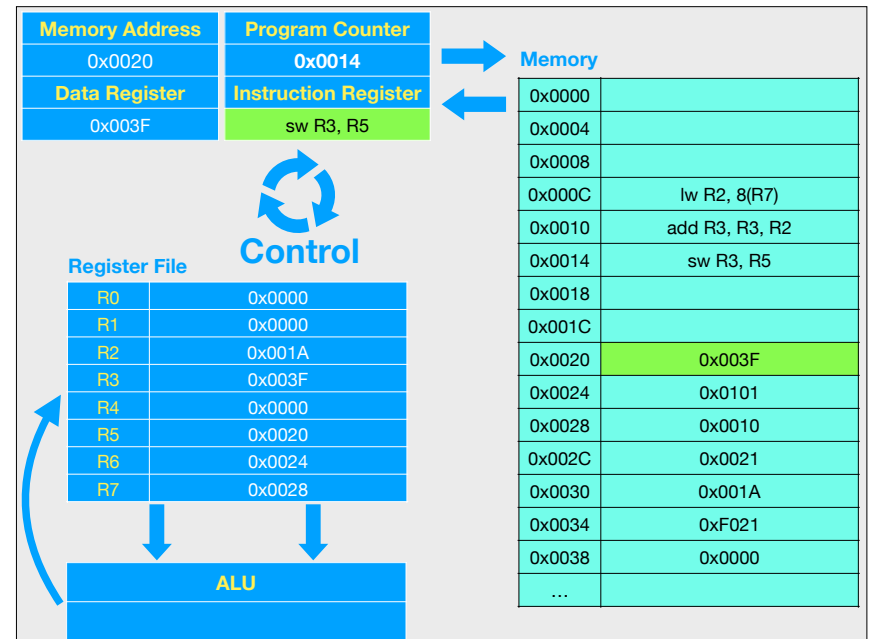 Memory Address Program Counter
0x0020 0x0014
Data Register Instruction Register
0x003F sw R3, R5
Control
Register File
R0 0x0000
R1 0x0000
R2 0x001A
R3 0x003F
R4 0x0000
R5 0x0020
R6 0x0024
R7 0x0028
ALU
Memory
0x0000
0x0004
0x0008
0x000C lw R2, 8(R7)
0x0010 add R3, R3, R2
0x0014 sw R3, R5
0x0018
0x001C
0x0020 0x003F
0x0024 0x0101
0x0028 0x0010
0x002C 0x0021
0x0030 0x001A
0x0034 0xF021
0x0038 0x0000
…